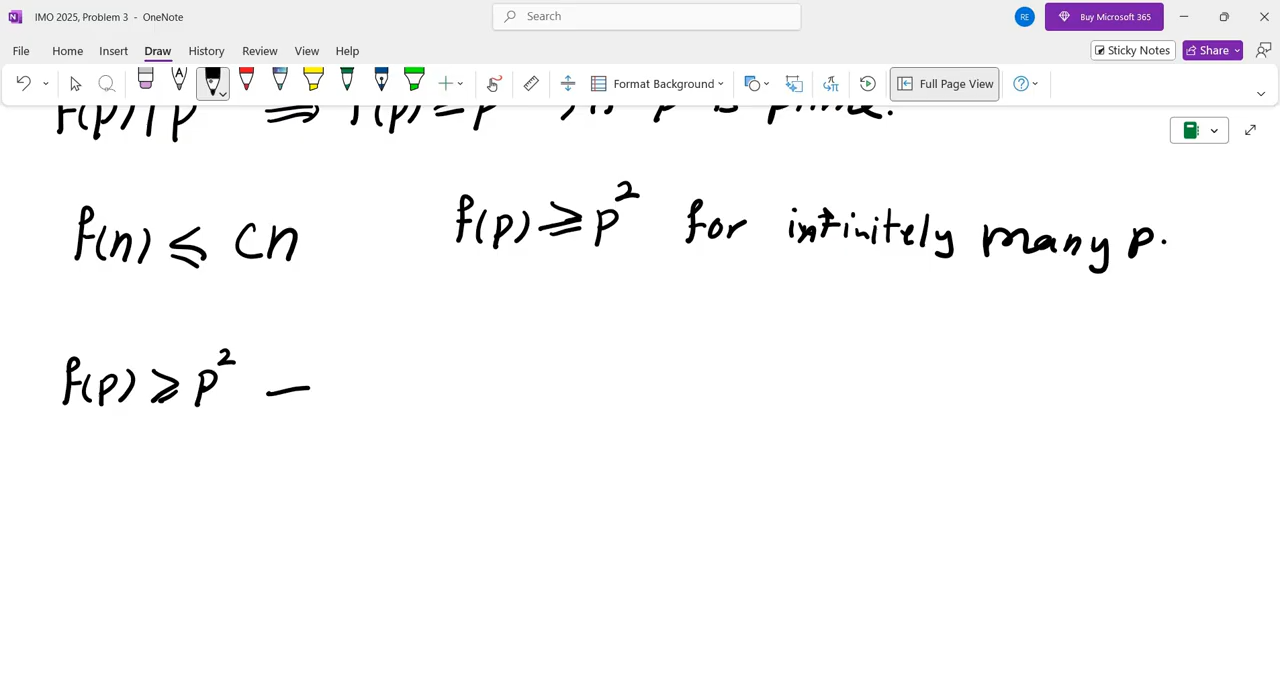 IMO 2025, Problem 3 - OneNote
Search
RE
Buy Microsoft 365
File Home Insert Draw History Review View Help
Sticky Notes
Share
Format Background
Full Page View
f(n) ≤ cn f(p) ≥ p² for infinitely many p.
f(p) ≥ p² —